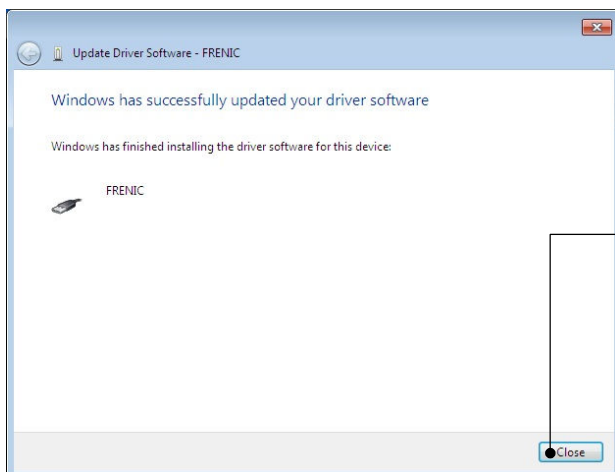 Update Driver Software - FRENIC
Windows has successfully updated your driver software
Windows has finished installing the driver software for this device:
FRENIC
Close